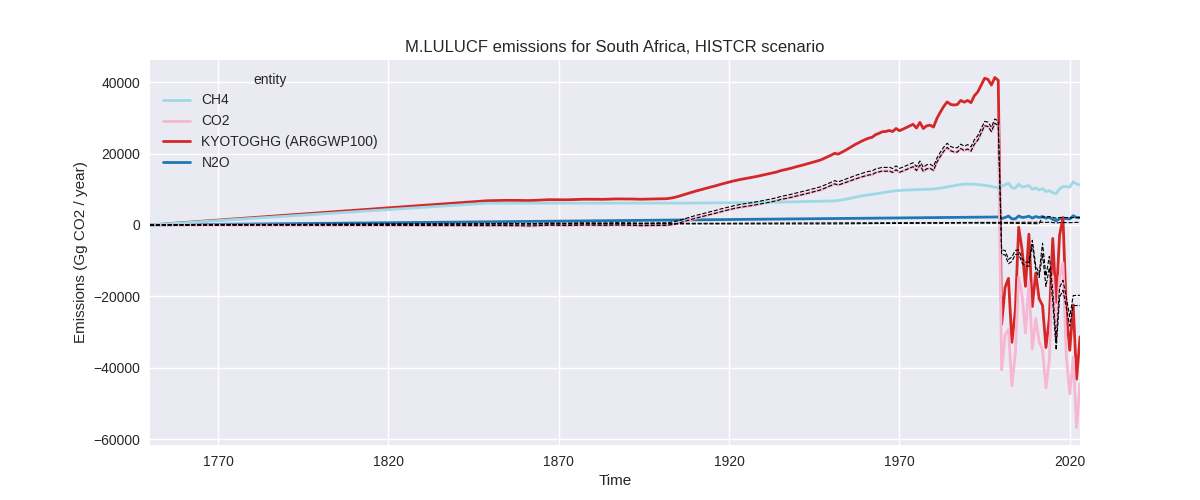 M.LULUCF emissions for South Africa, HISTCR scenario
Emissions (Gg CO2 / year)
40000
20000
0
−20000
−40000
−60000
entity
CH4
CO2
KYOTOGHG (AR6GWP100)
N2O
1770
1820
1870
1920
1970
2020
Time